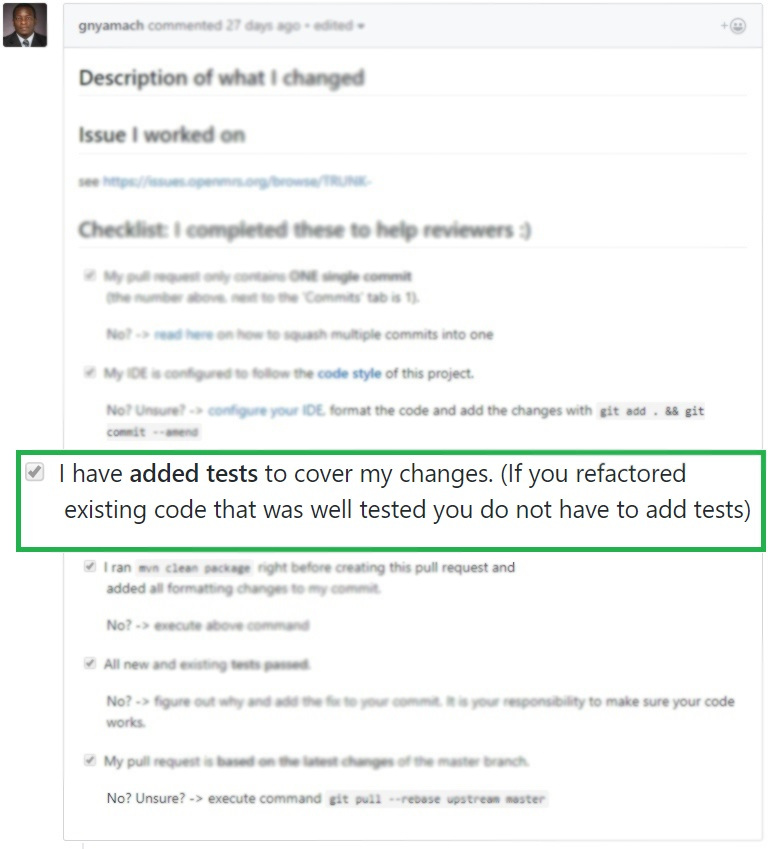 gnyamach commented 27 days ago • edited
Description of what I changed
Issue I worked on
see https://issues.openmrs.org/browse/TRUNK-
Checklist: I completed these to help reviewers :)
My pull request only contains ONE single commit
(the number above, next to the 'Commits' tab is 1).
No? -> read here on how to squash multiple commits into one
My IDE is configured to follow the code style of this project.
No? Unsure? -> configure your IDE, format the code and add the changes with git add . && git
commit --amend
I have added tests to cover my changes. (If you refactored
existing code that was well tested you do not have to add tests)
I ran mvn clean package right before creating this pull request and
added all formatting changes to my commit.
No? -> execute above command
All new and existing tests passed.
No? -> figure out why and add the fix to your commit. It is your responsibility to make sure your code
works.
My pull request is based on the latest changes of the master branch.
No? Unsure? -> execute command git pull --rebase upstream master